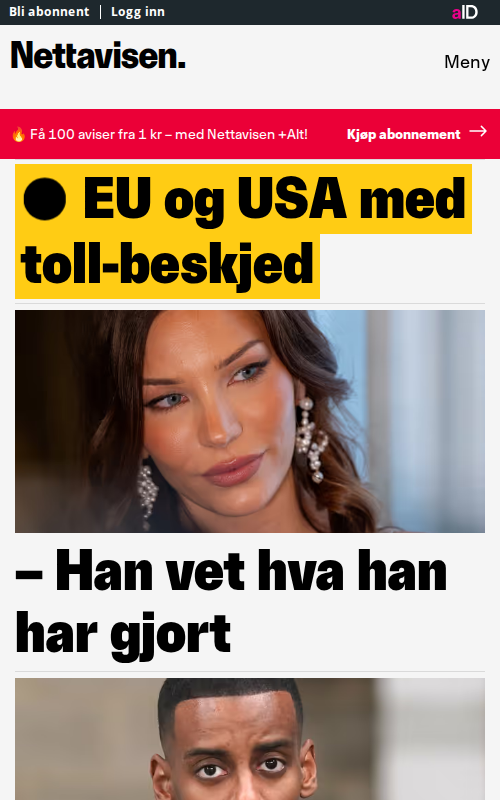 Bli abonnent | Logg inn
aID
Nettavisen.
Meny
🔥 Få 100 aviser fra 1 kr – med Nettavisen +Alt!
Kjøp abonnement →
● EU og USA med
toll-beskjed
– Han vet hva han
har gjort